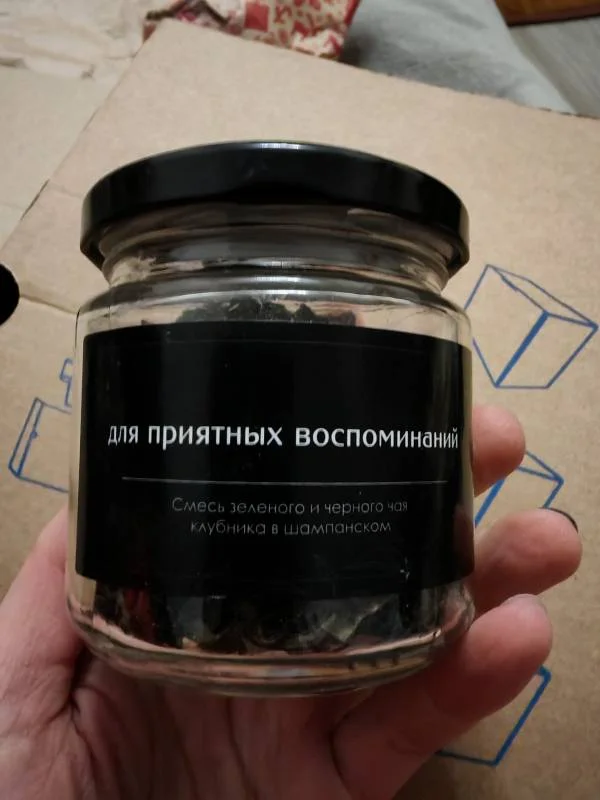 для приятных воспоминаний
Смесь зеленого и черного чая
клубника в шампанском